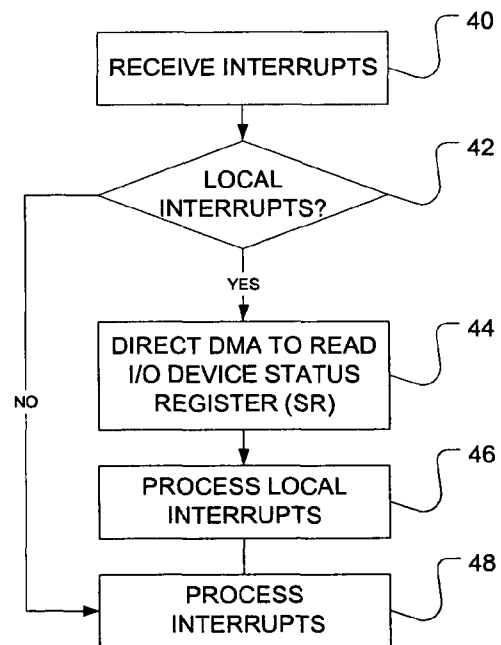 40
RECEIVE INTERRUPTS
42
LOCAL
INTERRUPTS?
YES
44
DIRECT DMA TO READ
I/O DEVICE STATUS
REGISTER (SR)
NO
46
PROCESS LOCAL
INTERRUPTS
48
PROCESS
INTERRUPTS